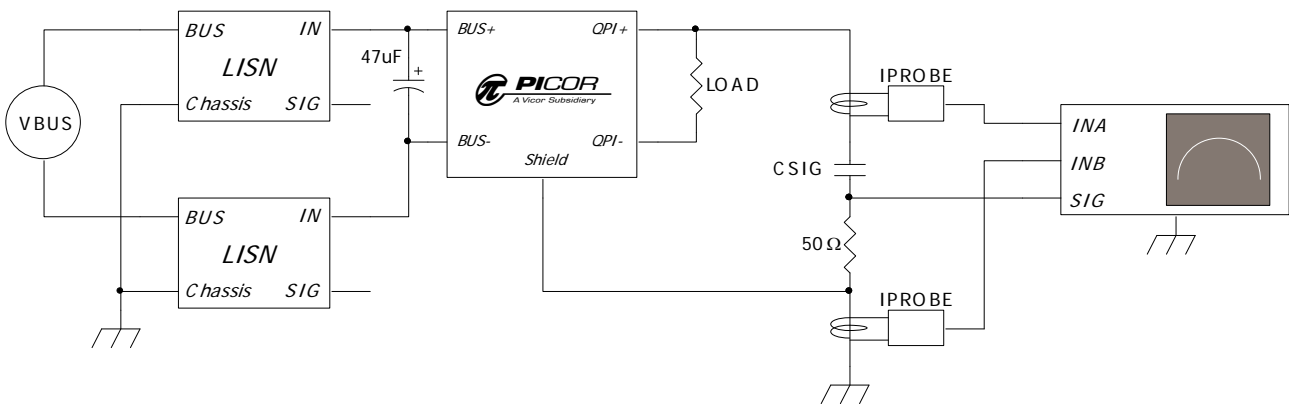 BUS IN
LISN
Chassis SIG
VBUS
47uF
+
BUS+ QPI+
PICOR
A Vicor Subsidiary
BUS- QPI-
Shield
LOAD
IPROBE
CSIG
50Ω
IPROBE
INA
INB
SIG
BUS IN
LISN
Chassis SIG